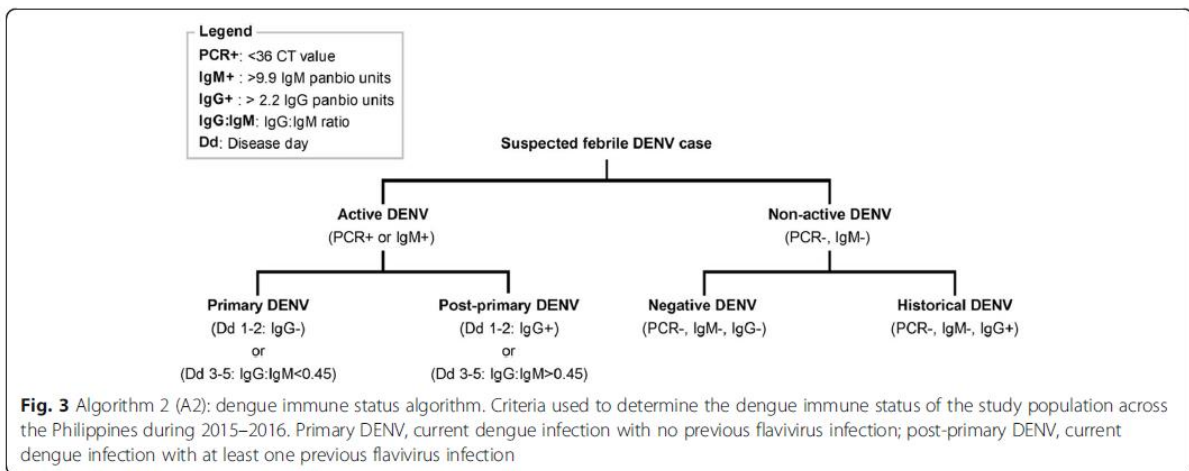 Legend
PCR+: <36 CT value
IgM+ : >9.9 IgM panbio units
IgG+ : > 2.2 IgG panbio units
IgG:IgM: IgG:IgM ratio
Dd: Disease day
Suspected febrile DENV case
Active DENV
(PCR+ or IgM+)
Non-active DENV
(PCR-, IgM-)
Primary DENV
(Dd 1-2: IgG-)
or
(Dd 3-5: IgG:IgM<0.45)
Post-primary DENV
(Dd 1-2: IgG+)
or
(Dd 3-5: IgG:IgM>0.45)
Negative DENV
(PCR-, IgM-, IgG-)
Historical DENV
(PCR-, IgM-, IgG+)
Fig. 3 Algorithm 2 (A2): dengue immune status algorithm. Criteria used to determine the dengue immune status of the study population across
the Philippines during 2015–2016. Primary DENV, current dengue infection with no previous flavivirus infection; post-primary DENV, current
dengue infection with at least one previous flavivirus infection